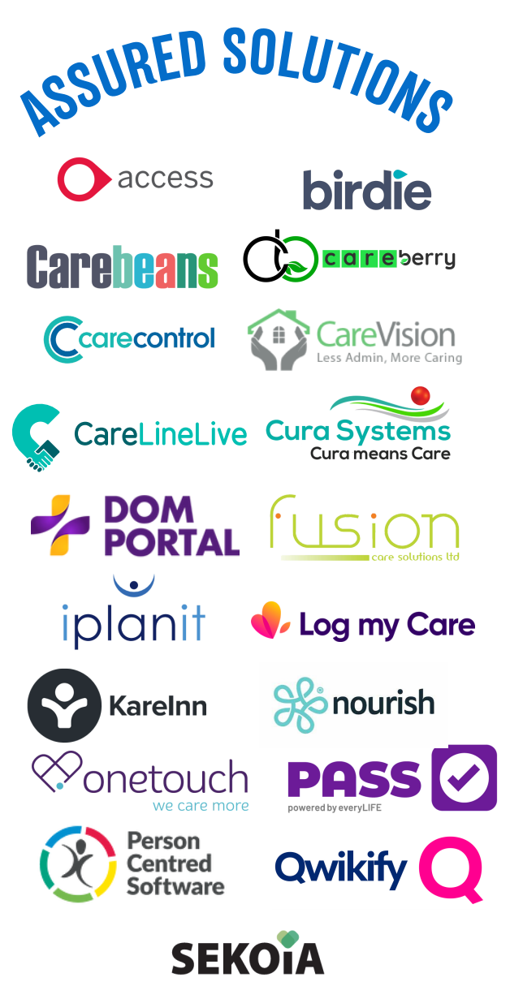 ASSURED SOLUTIONS
access
birdie
Carebeans
careberry
carecontrol
CareVision
Less Admin, More Caring
CareLineLive
Cura Systems
Cura means Care
DOM
PORTAL
fusion
care solutions ltd
iplanit
Log my Care
KareInn
nourish®
onetouch
we care more
PASS
powered by everyLIFE
Person
Centred
Software
Qwikify
Q
SEKOIA